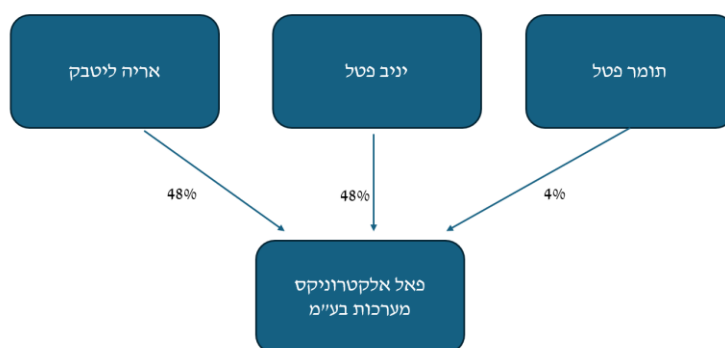 תומר פטל
יניב פטל
אריה ליטבק
4%
48%
48%
פאל אלקטרוניקס
מערכות בע״מ